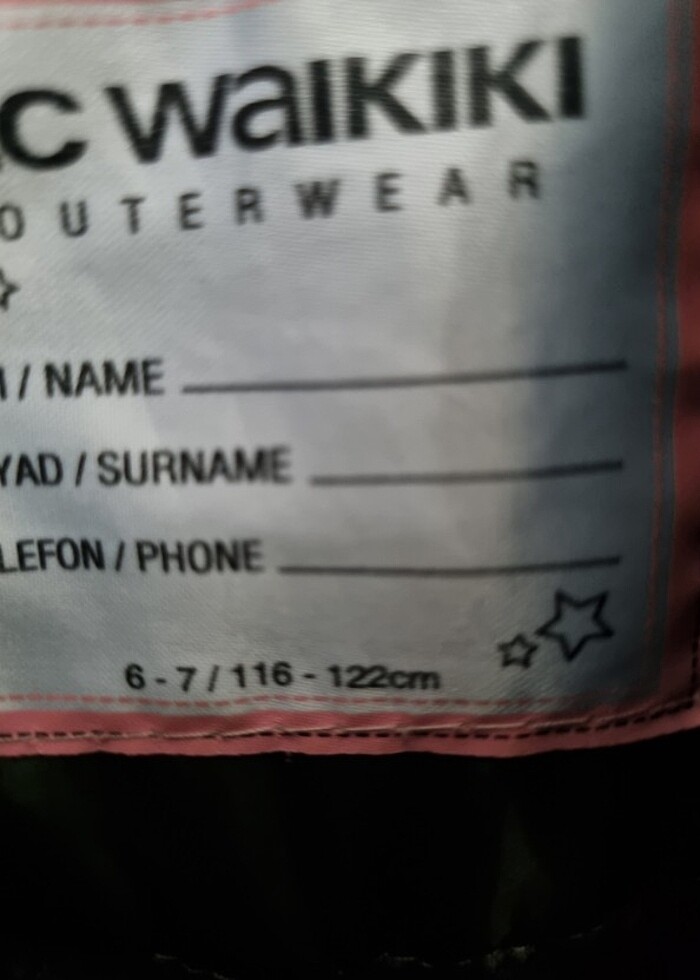 C WAIKIKI
OUTERWEAR
/ NAME
YAD / SURNAME
LEFON / PHONE
6 - 7 / 116 - 122cm